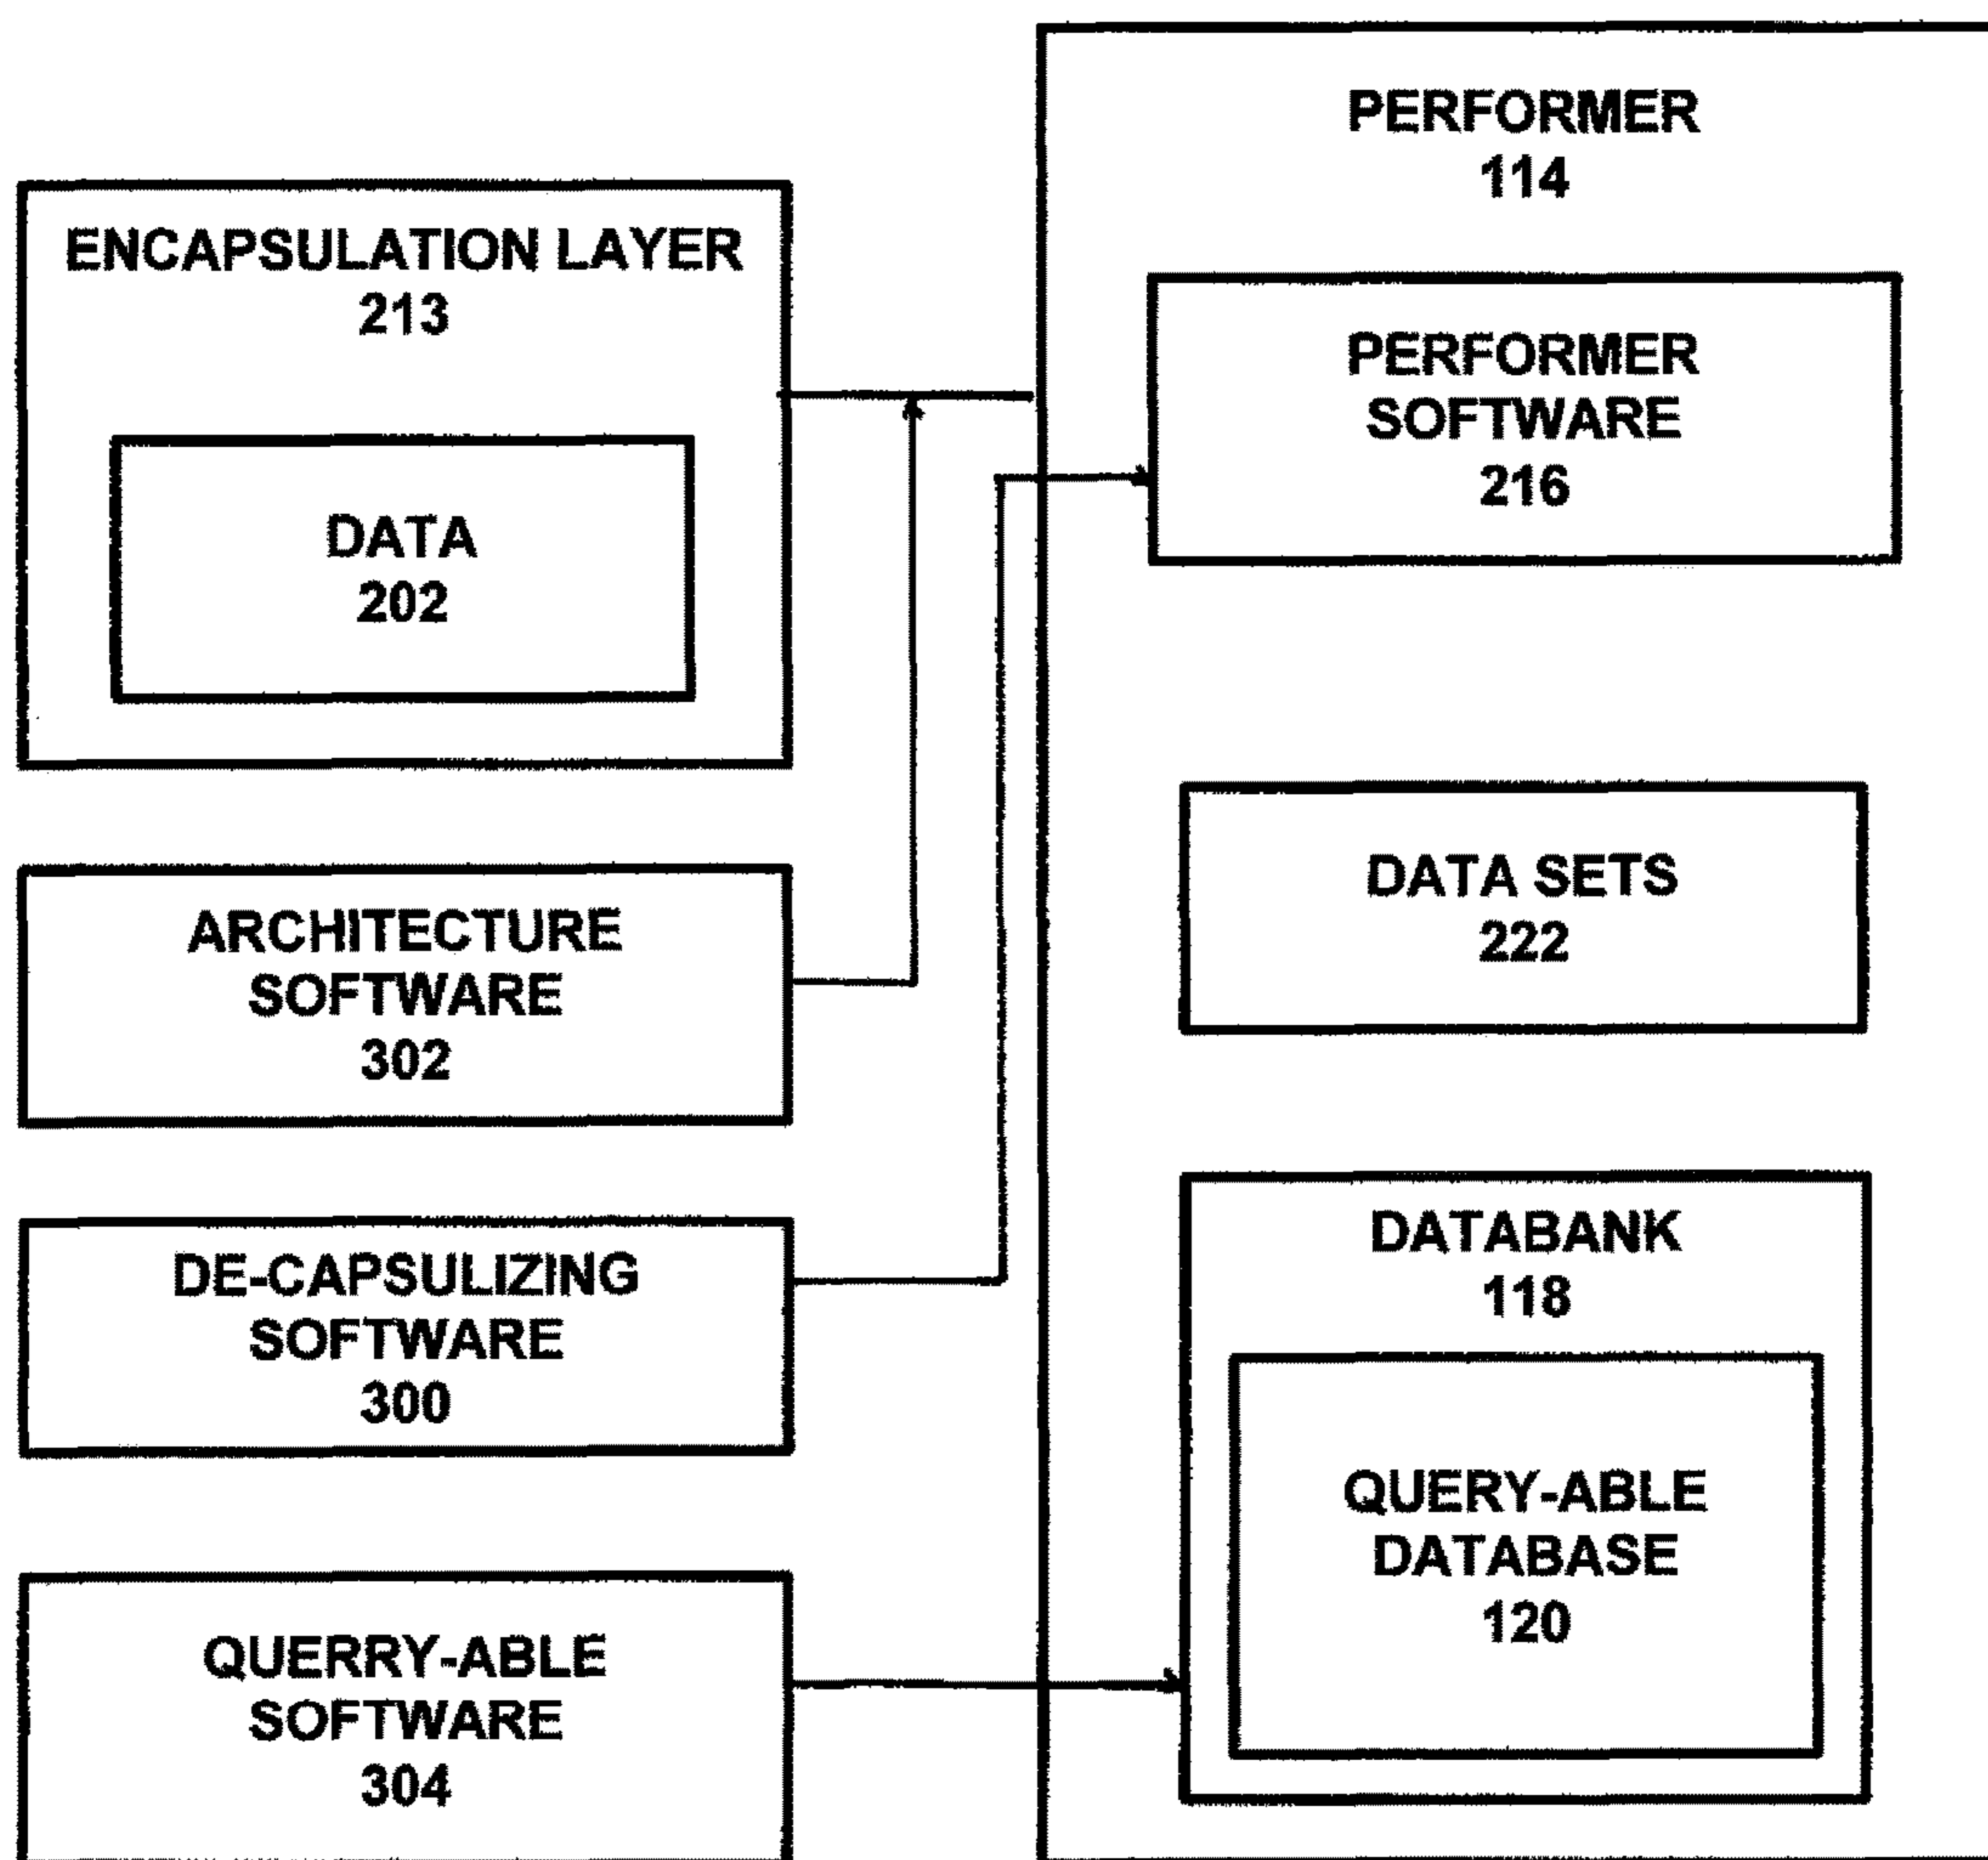 ENCAPSULATION LAYER
213
DATA
202
ARCHITECTURE
SOFTWARE
302
DE-CAPSULIZING
SOFTWARE
300
QUERRY-ABLE
SOFTWARE
304
PERFORMER
114
PERFORMER
SOFTWARE
216
DATA SETS
222
DATABANK
118
QUERY-ABLE
DATABASE
120